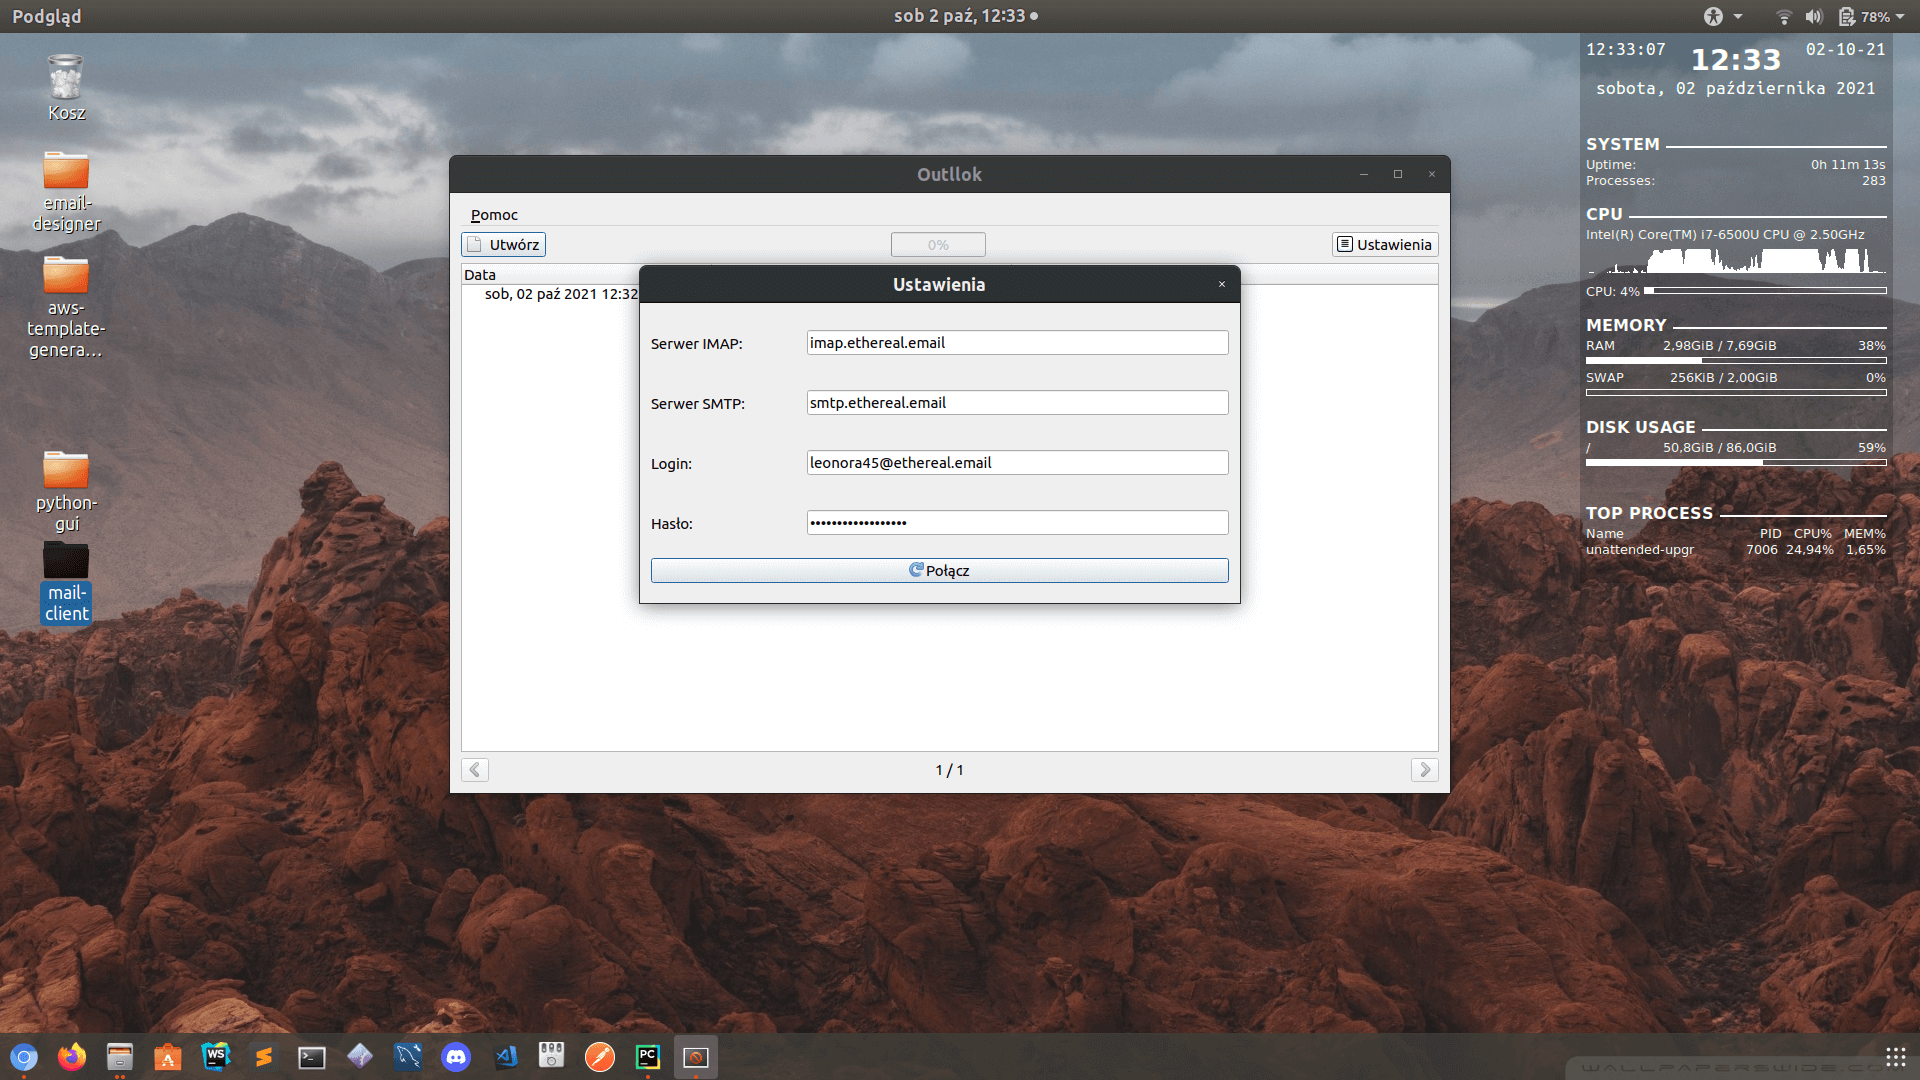 Podgląd
sob 2 paź, 12:33
78%
Kosz
email-
designer
aws-
template-
genera...
python-
gui
mail-
client
Outllok
Pomoc
Utwórz
0%
Ustawienia
Data
sob, 02 paź 2021 12:32
Ustawienia
Serwer IMAP:
imap.ethereal.email
Serwer SMTP:
smtp.ethereal.email
Login:
leonora45@ethereal.email
Hasło:
••••••••••••••••••
Połącz
1 / 1
12:33:07 12:33 02-10-21
sobota, 02 października 2021
SYSTEM
Uptime: 0h 11m 13s
Processes: 283
CPU
Intel(R) Core(TM) i7-6500U CPU @ 2.50GHz
CPU: 4%
MEMORY
RAM 2,98GiB / 7,69GiB 38%
SWAP 256KiB / 2,00GiB 0%
DISK USAGE
/ 50,8GiB / 86,0GiB 59%
TOP PROCESS
Name PID CPU% MEM%
unattended-upgr 7006 24,94% 1,65%
WS
PC
WALLPAPERSWIDE.COM